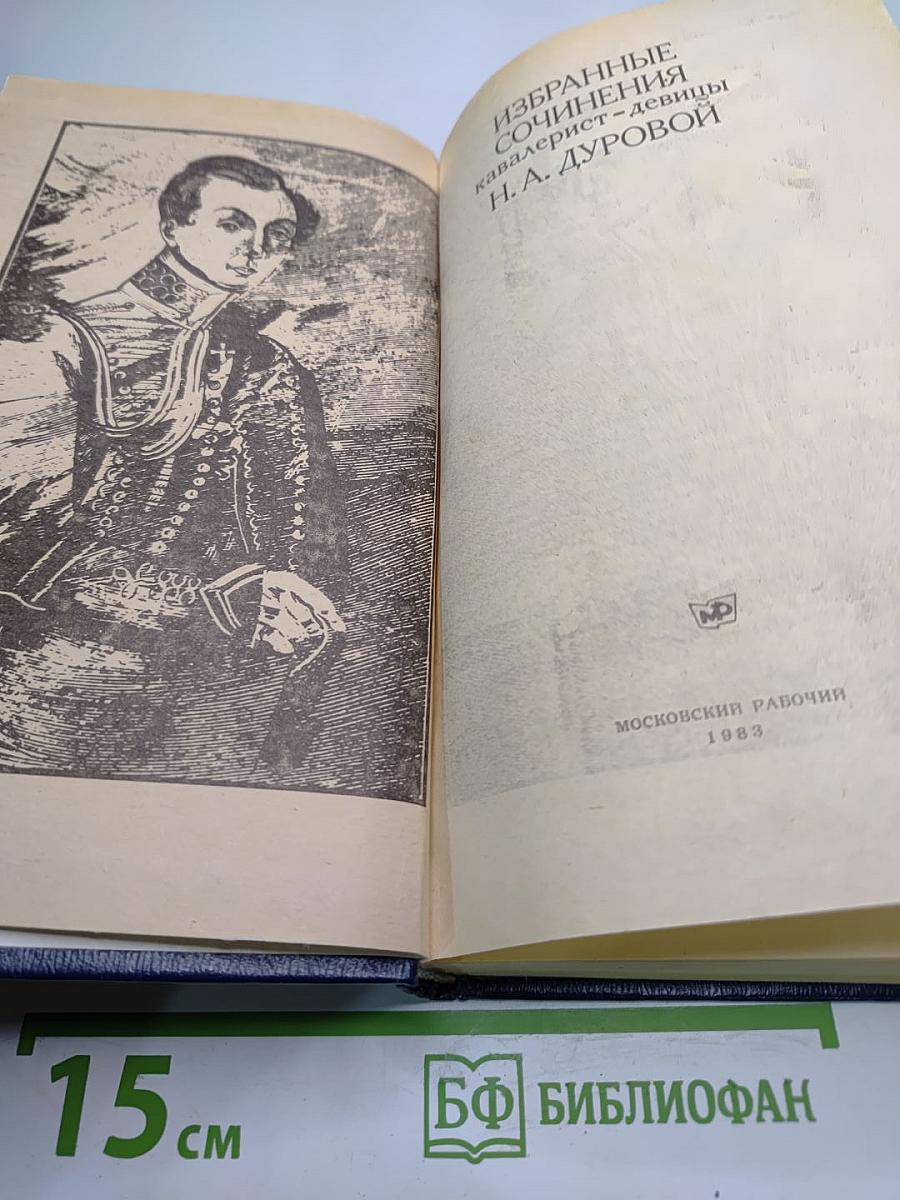 ИЗБРАННЫЕ
СОЧИНЕНИЯ
кавалерист-девицы
Н. А. ДУРОВОЙ
МР
МОСКОВСКИЙ РАБОЧИЙ
1983
15 см
БФ БИБЛИОФАН